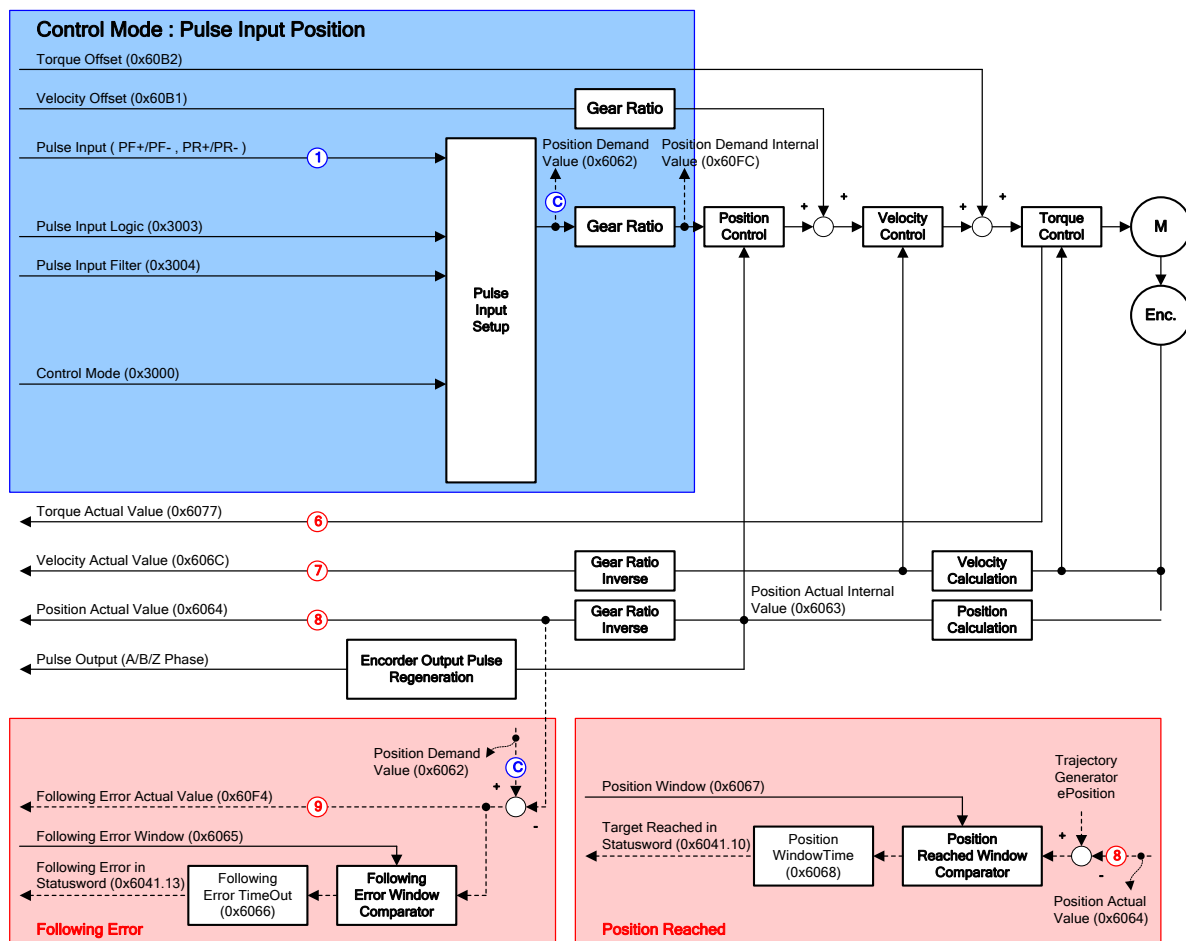 Control Mode : Pulse Input Position
Torque Offset (0x60B2)
Velocity Offset (0x60B1)
Gear Ratio
Pulse Input ( PF+/PF- , PR+/PR- )
1
Position Demand
Value (0x6062)
Position Demand Internal
Value (0x60FC)
C
Pulse Input Logic (0x3003)
Pulse Input Filter (0x3004)
Control Mode (0x3000)
Pulse
Input
Setup
Gear Ratio
Position
Control
+
+
Velocity
Control
+
+
Torque
Control
M
Enc.
Torque Actual Value (0x6077)
6
Velocity Actual Value (0x606C)
7
Gear Ratio
Inverse
Velocity
Calculation
Position Actual Value (0x6064)
8
Gear Ratio
Inverse
Position Actual Internal
Value (0x6063)
Position
Calculation
Pulse Output (A/B/Z Phase)
Encorder Output Pulse
Regeneration
Position Demand
Value (0x6062)
C
+
-
Following Error Actual Value (0x60F4)
9
Following Error Window (0x6065)
Following Error in
Statusword (0x6041.13)
Following
Error TimeOut
(0x6066)
Following
Error Window
Comparator
Following Error
Trajectory
Generator
ePosition
Position Window (0x6067)
Target Reached in
Statusword (0x6041.10)
Position
WindowTime
(0x6068)
Position
Reached Window
Comparator
+
-
8
Position Actual
Value (0x6064)
Position Reached